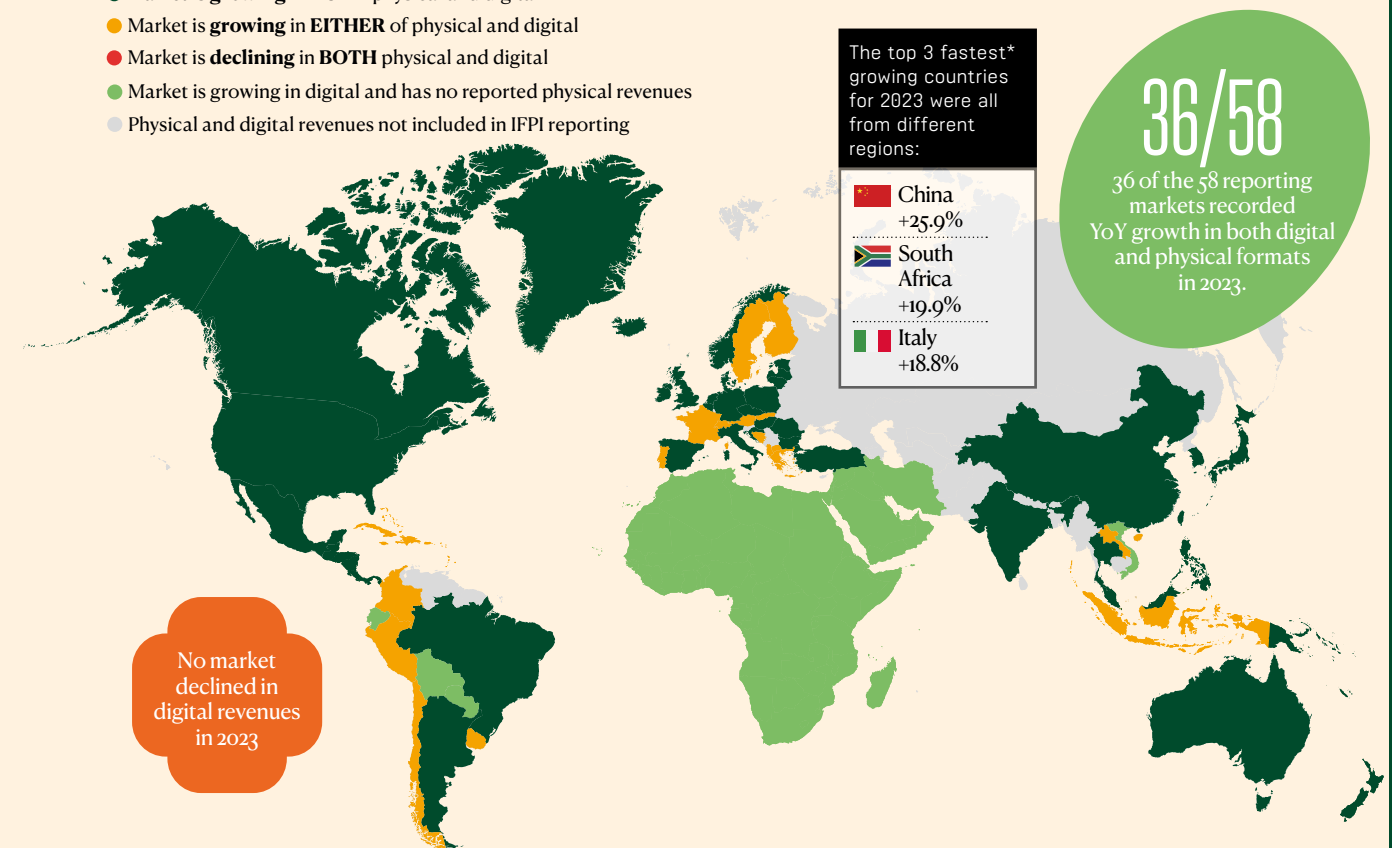 Market is growing in EITHER of physical and digital
Market is declining in BOTH physical and digital
Market is growing in digital and has no reported physical revenues
Physical and digital revenues not included in IFPI reporting
The top 3 fastest*
growing countries
for 2023 were all
from different
regions:
China
+25.9%
South
Africa
+19.9%
Italy
+18.8%
36/58
36 of the 58 reporting
markets recorded
YoY growth in both digital
and physical formats
in 2023.
No market
declined in
digital revenues
in 2023